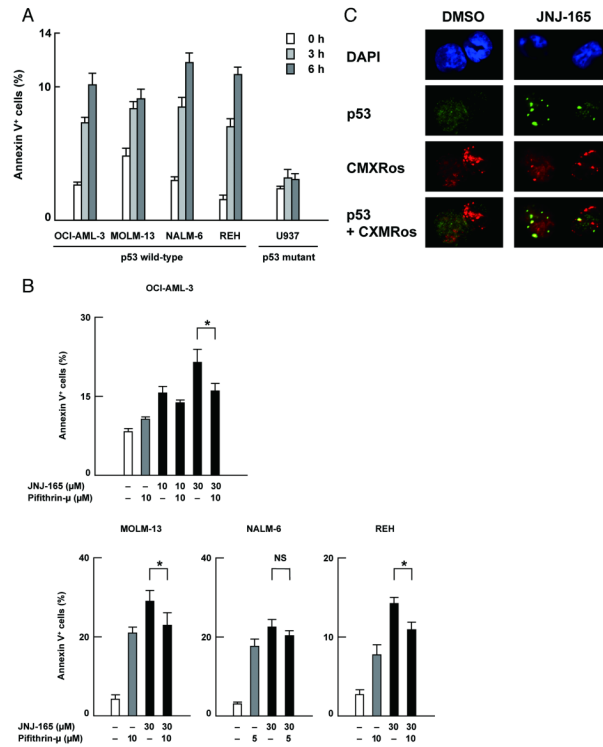 A
Annexin V⁺ cells (%)
14
10
0
0 h
3 h
6 h
OCI-AML-3 MOLM-13 NALM-6 REH U937
p53 wild-type p53 mutant
C
DMSO JNJ-165
DAPI
p53
CMXRos
p53
+ CXMRos
B
OCI-AML-3
Annexin V⁺ cells (%)
30
15
0
*
JNJ-165 (µM) – – 10 10 30 30
Pifithrin-µ (µM) – 10 – 10 – 10
MOLM-13
Annexin V⁺ cells (%)
40
20
0
*
JNJ-165 (µM) – – 30 30
Pifithrin-µ (µM) – 10 – 10
NALM-6
40
20
0
NS
– – 30 30
– 5 – 5
REH
20
10
0
*
– – 30 30
– 10 – 10